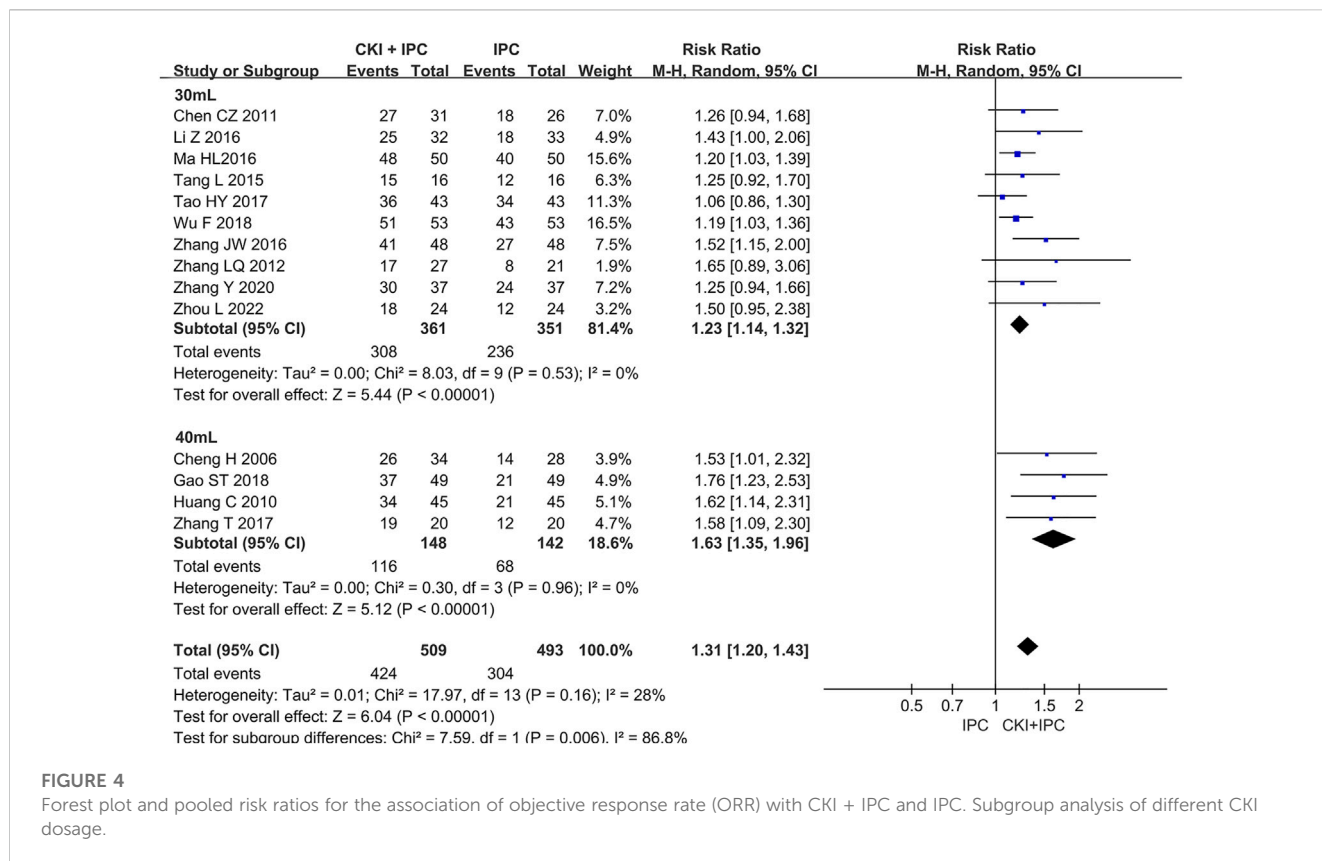 CKI + IPC IPC Risk Ratio Risk Ratio
Study or Subgroup Events Total Events Total Weight M-H, Random, 95% CI M-H, Random, 95% CI
30mL
Chen CZ 2011 27 31 18 26 7.0% 1.26 [0.94, 1.68]
Li Z 2016 25 32 18 33 4.9% 1.43 [1.00, 2.06]
Ma HL2016 48 50 40 50 15.6% 1.20 [1.03, 1.39]
Tang L 2015 15 16 12 16 6.3% 1.25 [0.92, 1.70]
Tao HY 2017 36 43 34 43 11.3% 1.06 [0.86, 1.30]
Wu F 2018 51 53 43 53 16.5% 1.19 [1.03, 1.36]
Zhang JW 2016 41 48 27 48 7.5% 1.52 [1.15, 2.00]
Zhang LQ 2012 17 27 8 21 1.9% 1.65 [0.89, 3.06]
Zhang Y 2020 30 37 24 37 7.2% 1.25 [0.94, 1.66]
Zhou L 2022 18 24 12 24 3.2% 1.50 [0.95, 2.38]
Subtotal (95% CI) 361 351 81.4% 1.23 [1.14, 1.32]
Total events 308 236
Heterogeneity: Tau² = 0.00; Chi² = 8.03, df = 9 (P = 0.53); I² = 0%
Test for overall effect: Z = 5.44 (P < 0.00001)
40mL
Cheng H 2006 26 34 14 28 3.9% 1.53 [1.01, 2.32]
Gao ST 2018 37 49 21 49 4.9% 1.76 [1.23, 2.53]
Huang C 2010 34 45 21 45 5.1% 1.62 [1.14, 2.31]
Zhang T 2017 19 20 12 20 4.7% 1.58 [1.09, 2.30]
Subtotal (95% CI) 148 142 18.6% 1.63 [1.35, 1.96]
Total events 116 68
Heterogeneity: Tau² = 0.00; Chi² = 0.30, df = 3 (P = 0.96); I² = 0%
Test for overall effect: Z = 5.12 (P < 0.00001)
Total (95% CI) 509 493 100.0% 1.31 [1.20, 1.43]
Total events 424 304
Heterogeneity: Tau² = 0.01; Chi² = 17.97, df = 13 (P = 0.16); I² = 28%
Test for overall effect: Z = 6.04 (P < 0.00001)
Test for subgroup differences: Chi² = 7.59, df = 1 (P = 0.006), I² = 86.8%
0.5 0.7 1 1.5 2
IPC CKI+IPC
FIGURE 4
Forest plot and pooled risk ratios for the association of objective response rate (ORR) with CKI + IPC and IPC. Subgroup analysis of different CKI
dosage.